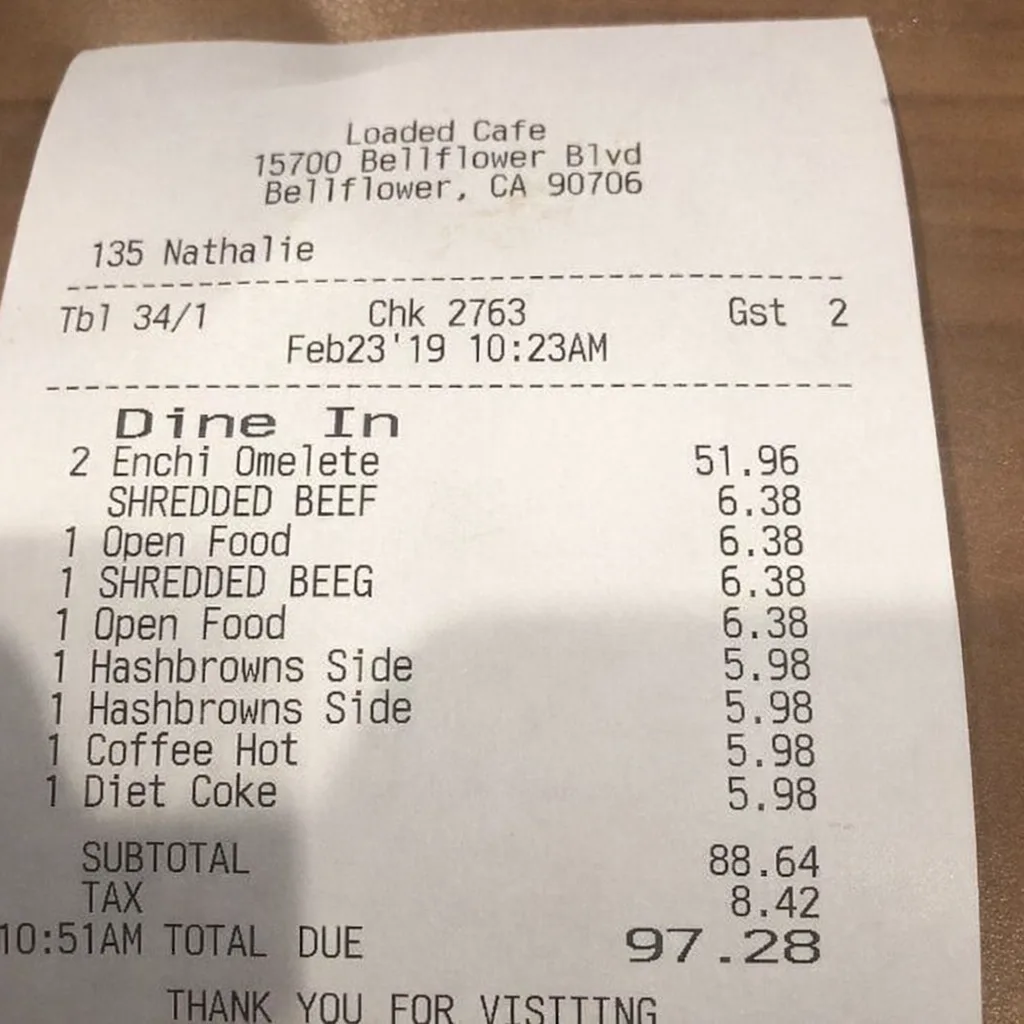 Loaded Cafe
15700 Bellflower Blvd
Bellflower, CA 90706
135 Nathalie
Tbl 34/1 Chk 2763 Gst 2
Feb23'19 10:23AM
Dine In
2 Enchi Omelete 51.96
SHREDDED BEEF 6.38
1 Open Food 6.38
1 SHREDDED BEEG 6.38
1 Open Food 6.38
1 Hashbrowns Side 5.98
1 Hashbrowns Side 5.98
1 Coffee Hot 5.98
1 Diet Coke 5.98
SUBTOTAL 88.64
TAX 8.42
10:51AM TOTAL DUE 97.28
THANK YOU FOR VISITING